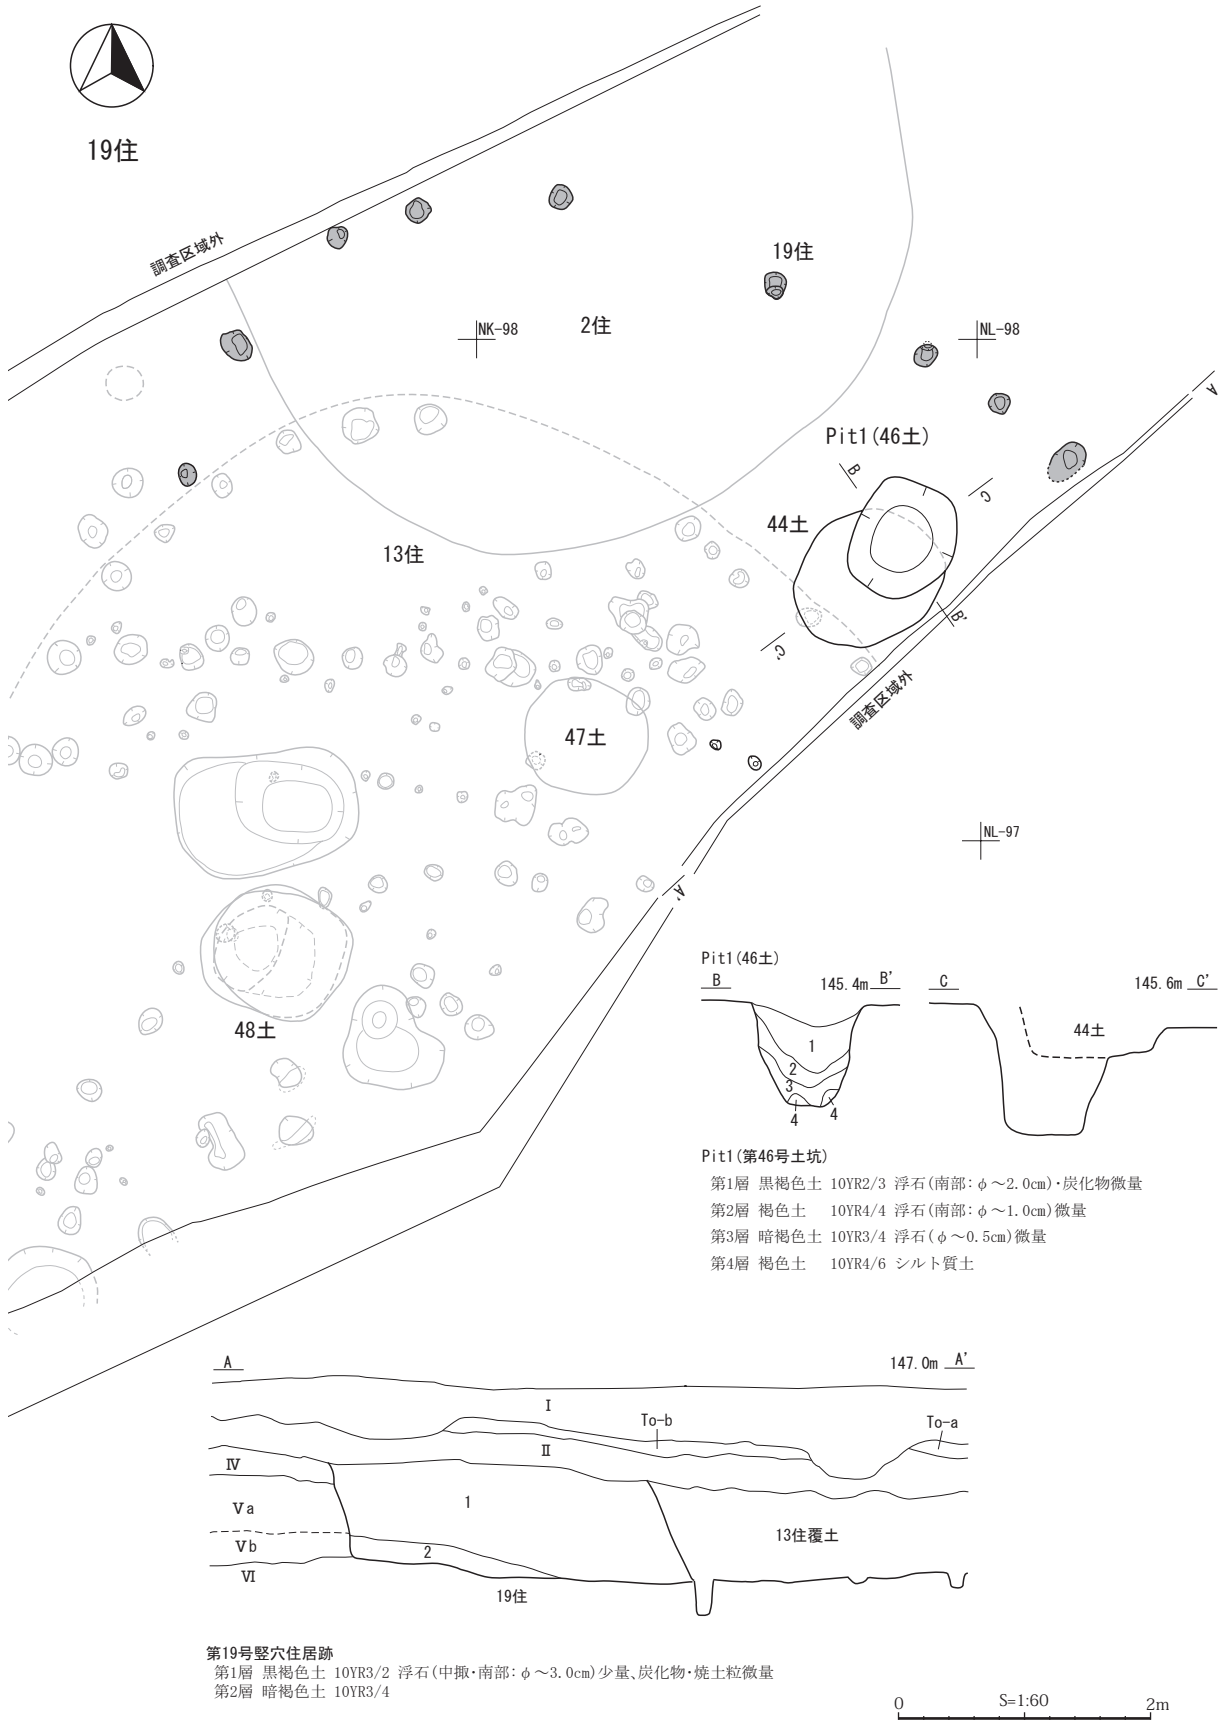 19住
調査区域外
19住
2住
NK-98
NL-98
A
Pit1(46土)
B
C
44土
13住
B'
C'
調査区域外
47土
NL-97
A'
48土
Pit1(46土)
B 145.4m B'
C 145.6m C'
1
2
3
4 4
44土
Pit1(第46号土坑)
第1層 黒褐色土 10YR2/3 浮石(南部:φ～2.0㎝)・炭化物微量
第2層 褐色土 10YR4/4 浮石(南部:φ～1.0㎝)微量
第3層 暗褐色土 10YR3/4 浮石(φ～0.5㎝)微量
第4層 褐色土 10YR4/6 シルト質土
A 147.0m A'
Ⅰ
To-b To-a
Ⅱ
Ⅳ
1
Ⅴa
13住覆土
Ⅴb
2
Ⅵ
19住
第19号竪穴住居跡
第1層 黒褐色土 10YR3/2 浮石(中掫・南部:φ～3.0㎝)少量、炭化物・焼土粒微量
第2層 暗褐色土 10YR3/4
0 S=1:60 2m